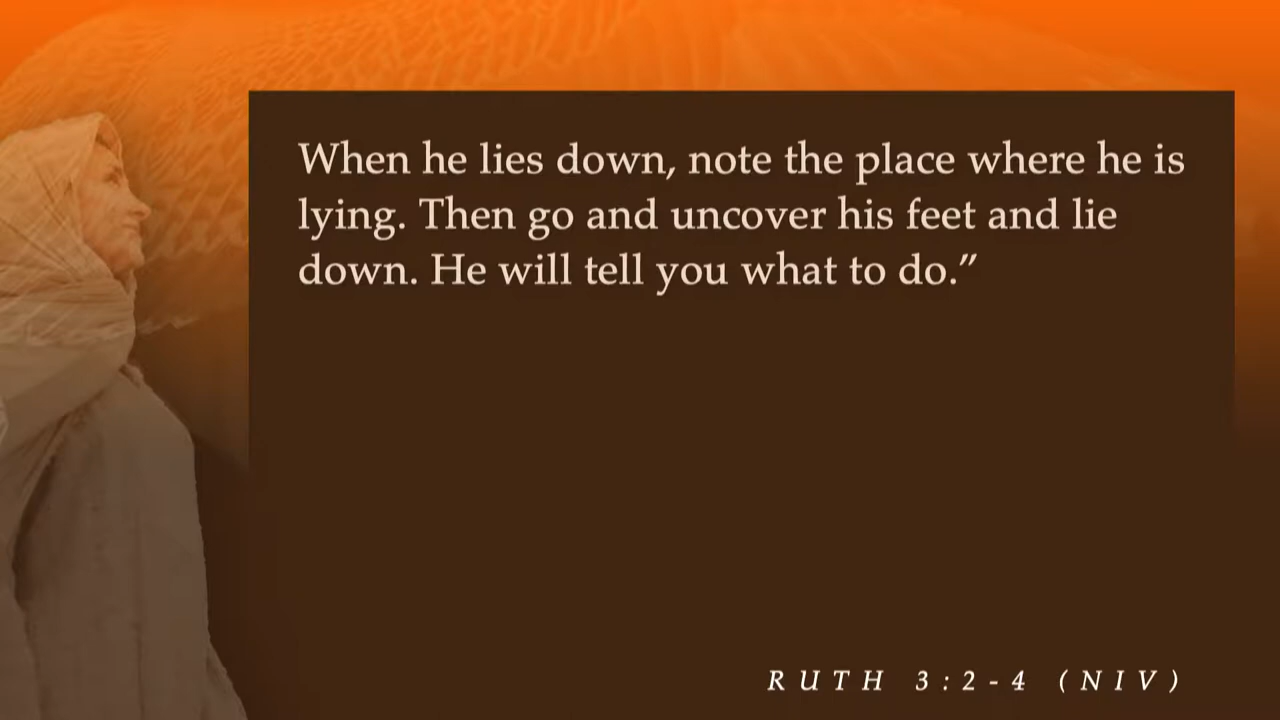 When he lies down, note the place where he is
lying. Then go and uncover his feet and lie
down. He will tell you what to do.”
RUTH 3:2-4 (NIV)